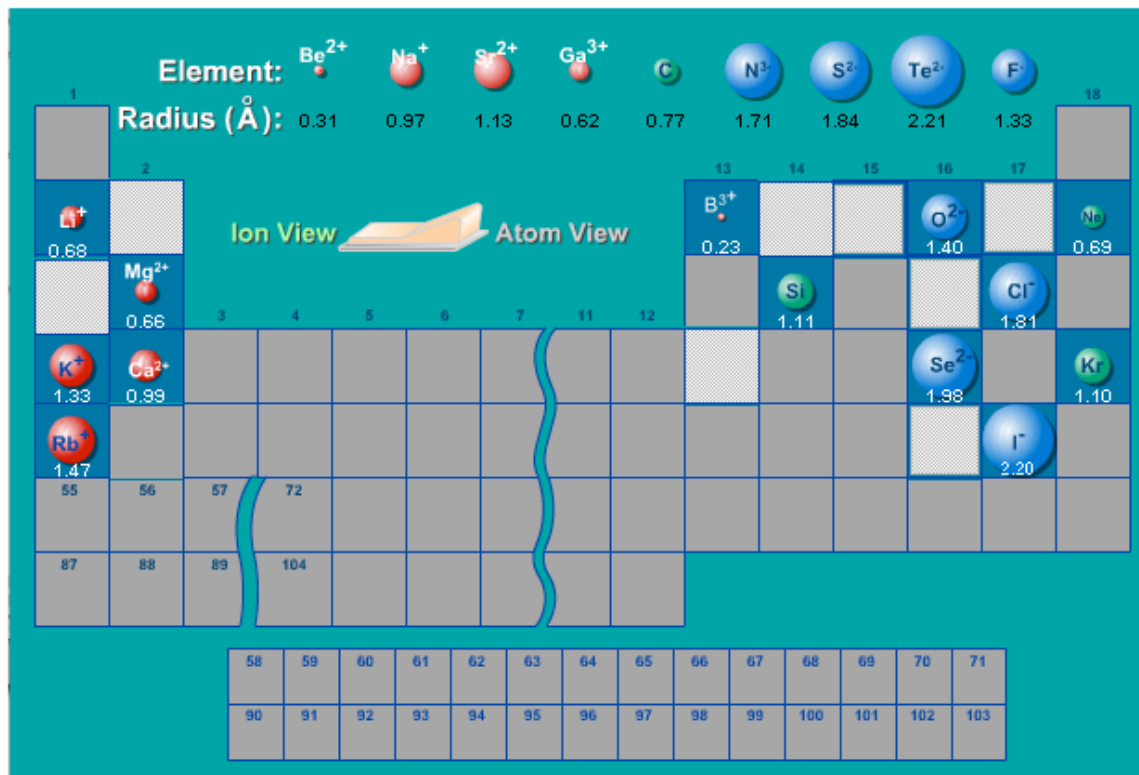 Element: Be2+ Na+ Sr2+ Ga3+ C N3- S2- Te2- F-
1
Radius (Å): 0.31 0.97 1.13 0.62 0.77 1.71 1.84 2.21 1.33
18
2 13 14 15 16 17
Li+ B3+ O2- Ne
Ion View Atom View
0.68 0.23 1.40 0.69
Mg2+ Si Cl-
0.66 3 4 5 6 7 11 12 1.11 1.81
K+ Ca2+ Se2- Kr
1.33 0.99 1.98 1.10
Rb+ I-
1.47 2.20
55 56 57 72
87 88 89 104
58 59 60 61 62 63 64 65 66 67 68 69 70 71
90 91 92 93 94 95 96 97 98 99 100 101 102 103